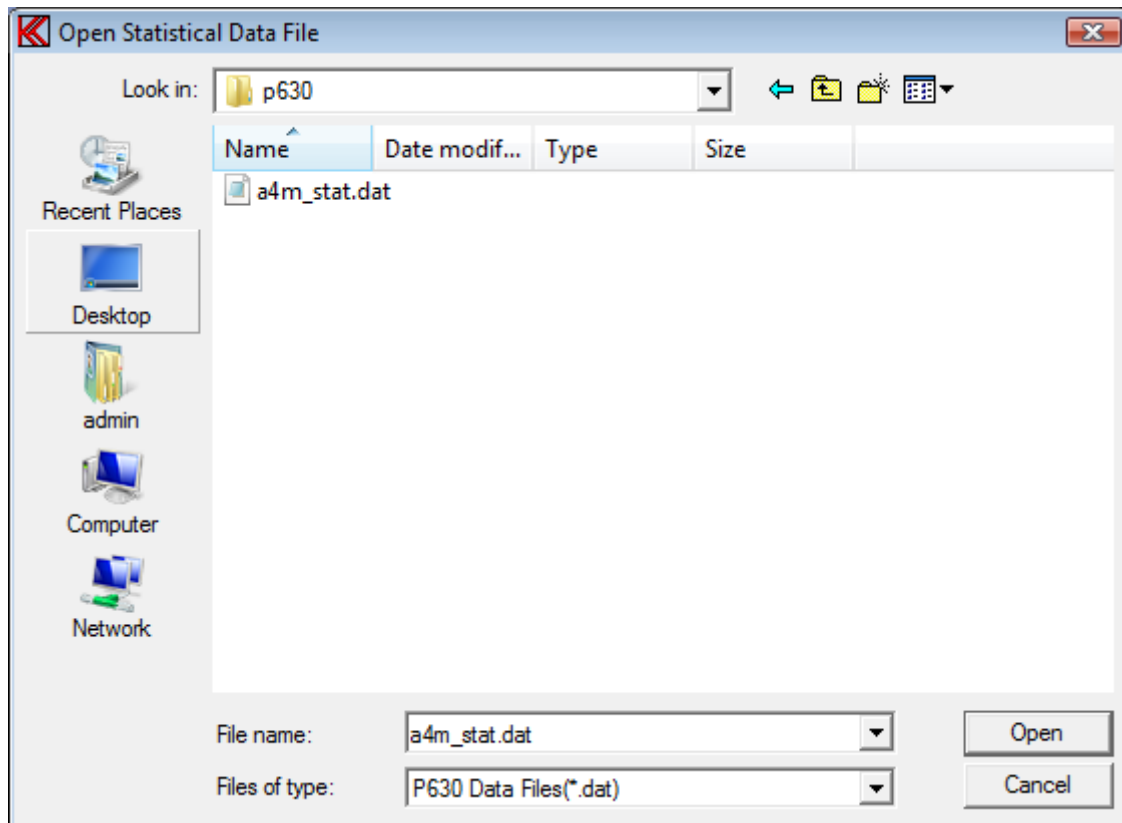 Open Statistical Data File
Look in: p630
Name Date modif... Type Size
a4m_stat.dat
Recent Places
Desktop
admin
Computer
Network
File name: a4m_stat.dat Open
Files of type: P630 Data Files(*.dat) Cancel